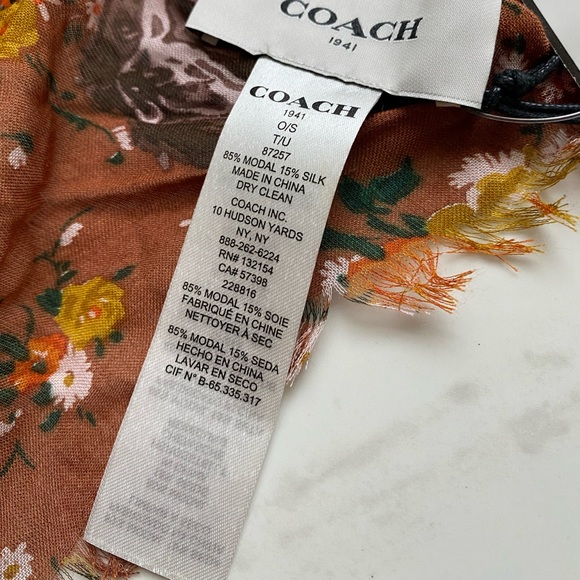 COACH
1941
COACH
1941
O/S
T/U
87257
85% MODAL 15% SILK
MADE IN CHINA
DRY CLEAN
COACH INC.
10 HUDSON YARDS
NY, NY
888-262-6224
RN# 132154
CA# 57398
228816
85% MODAL 15% SOIE
FABRIQUÉ EN CHINE
NETTOYER À SEC
85% MODAL 15% SEDA
HECHO EN CHINA
LAVAR EN SECO
CIF Nº B-65.335.317